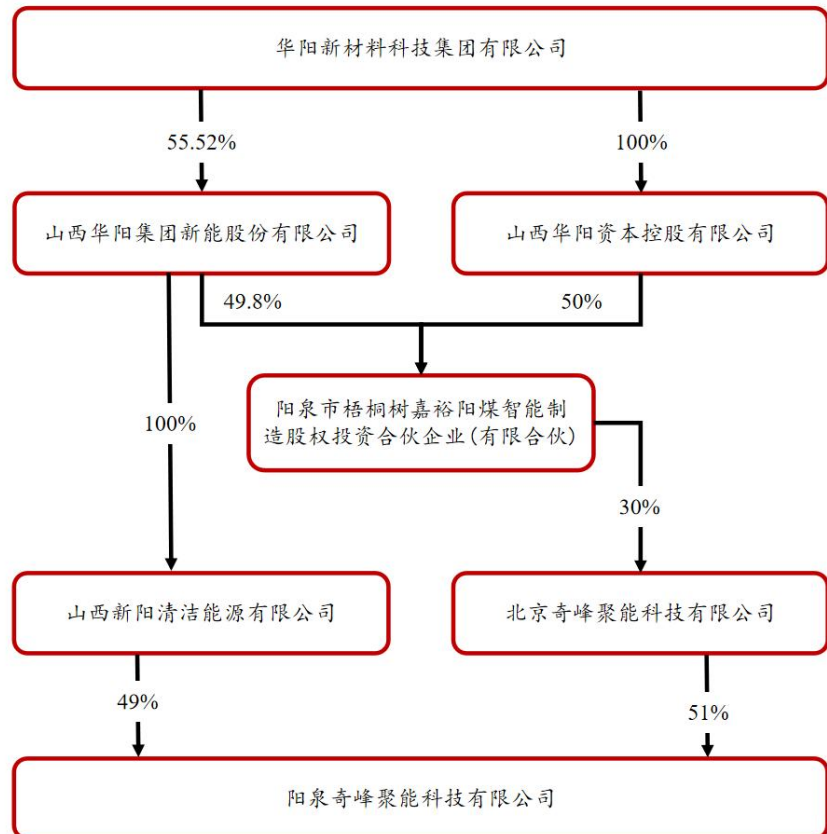 华阳新材料科技集团有限公司
55.52%
100%
山西华阳集团新能股份有限公司
山西华阳资本控股有限公司
49.8%
50%
阳泉市梧桐树嘉裕阳煤智能制
造股权投资合伙企业(有限合伙)
100%
30%
山西新阳清洁能源有限公司
北京奇峰聚能科技有限公司
49%
51%
阳泉奇峰聚能科技有限公司